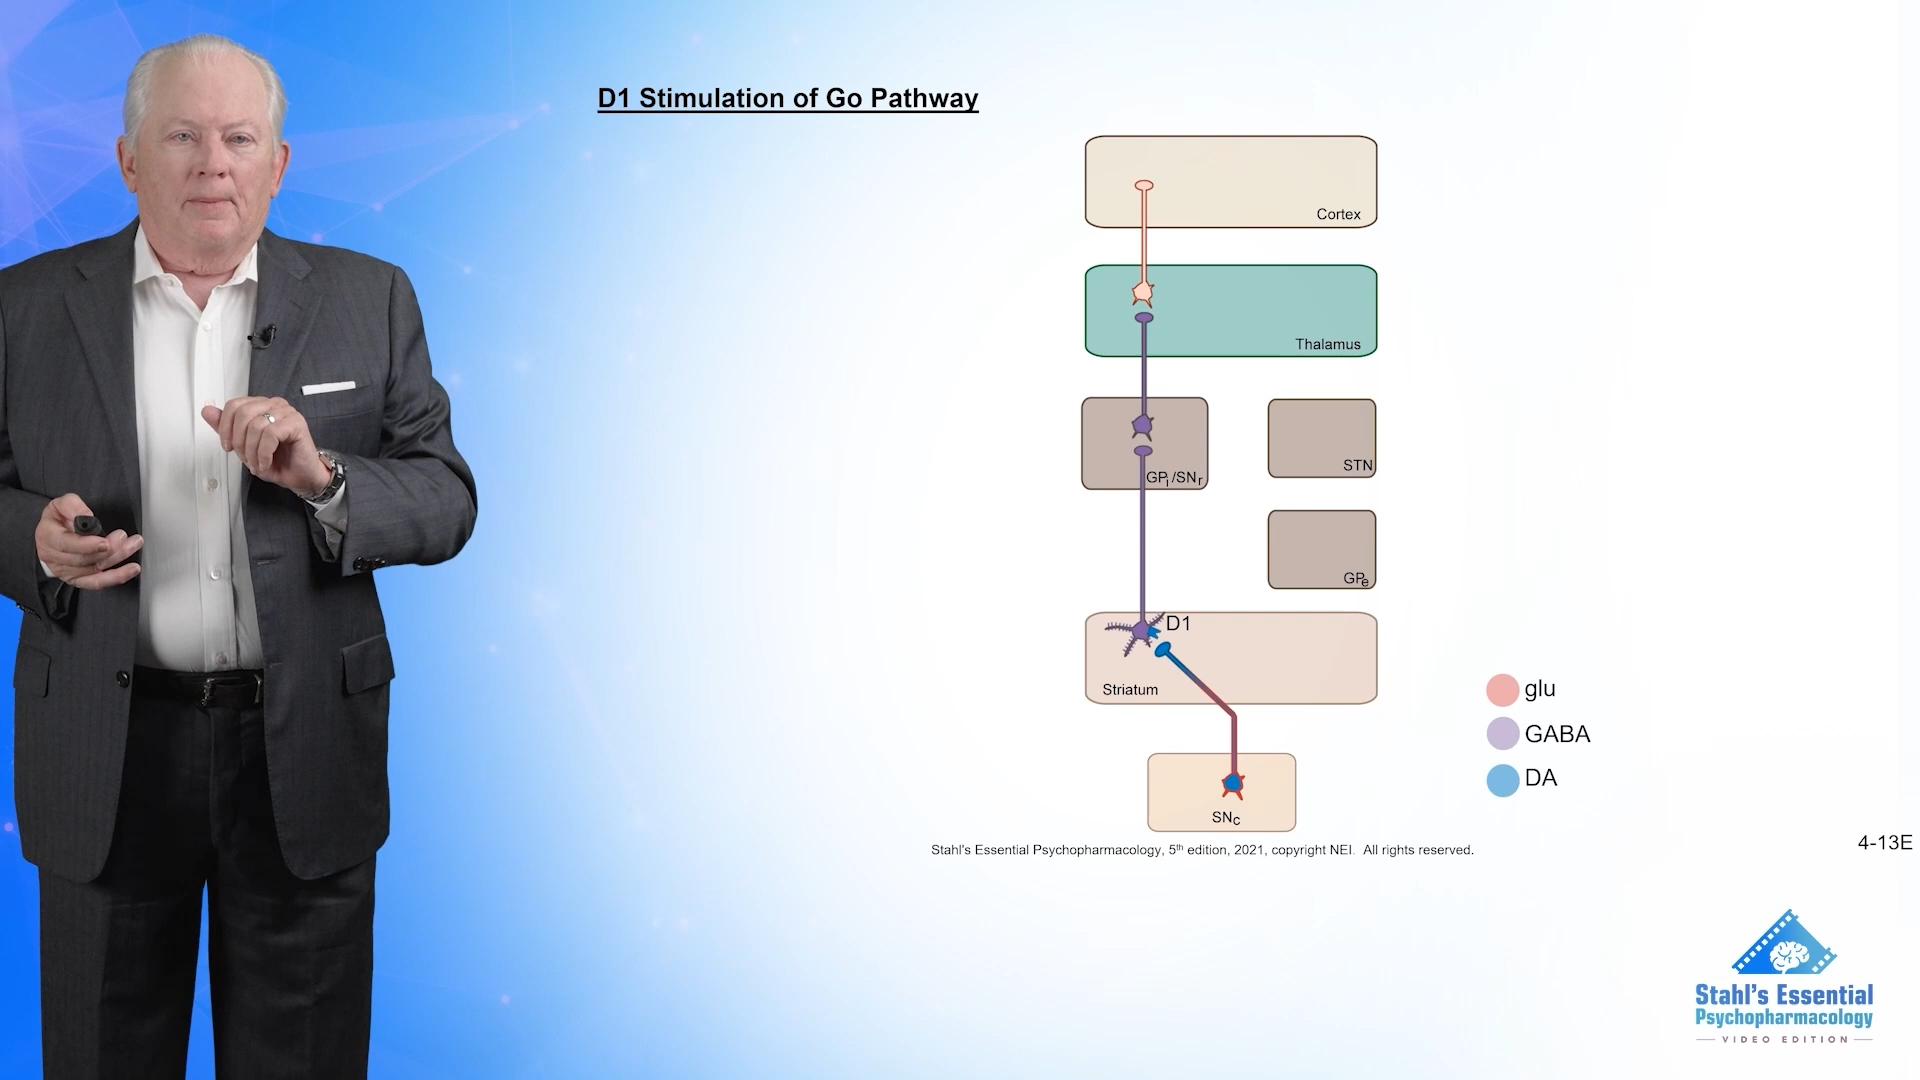 D1 Stimulation of Go Pathway
Cortex
Thalamus
GPi/SNr
STN
GPe
D1
Striatum
SNc
glu
GABA
DA
Stall's Essential Psychopharmacology, 5th edition, 2021, copyright NEI. All rights reserved.
4-13E
Stahl's Essential
Psychopharmacology
VIDEO EDITION